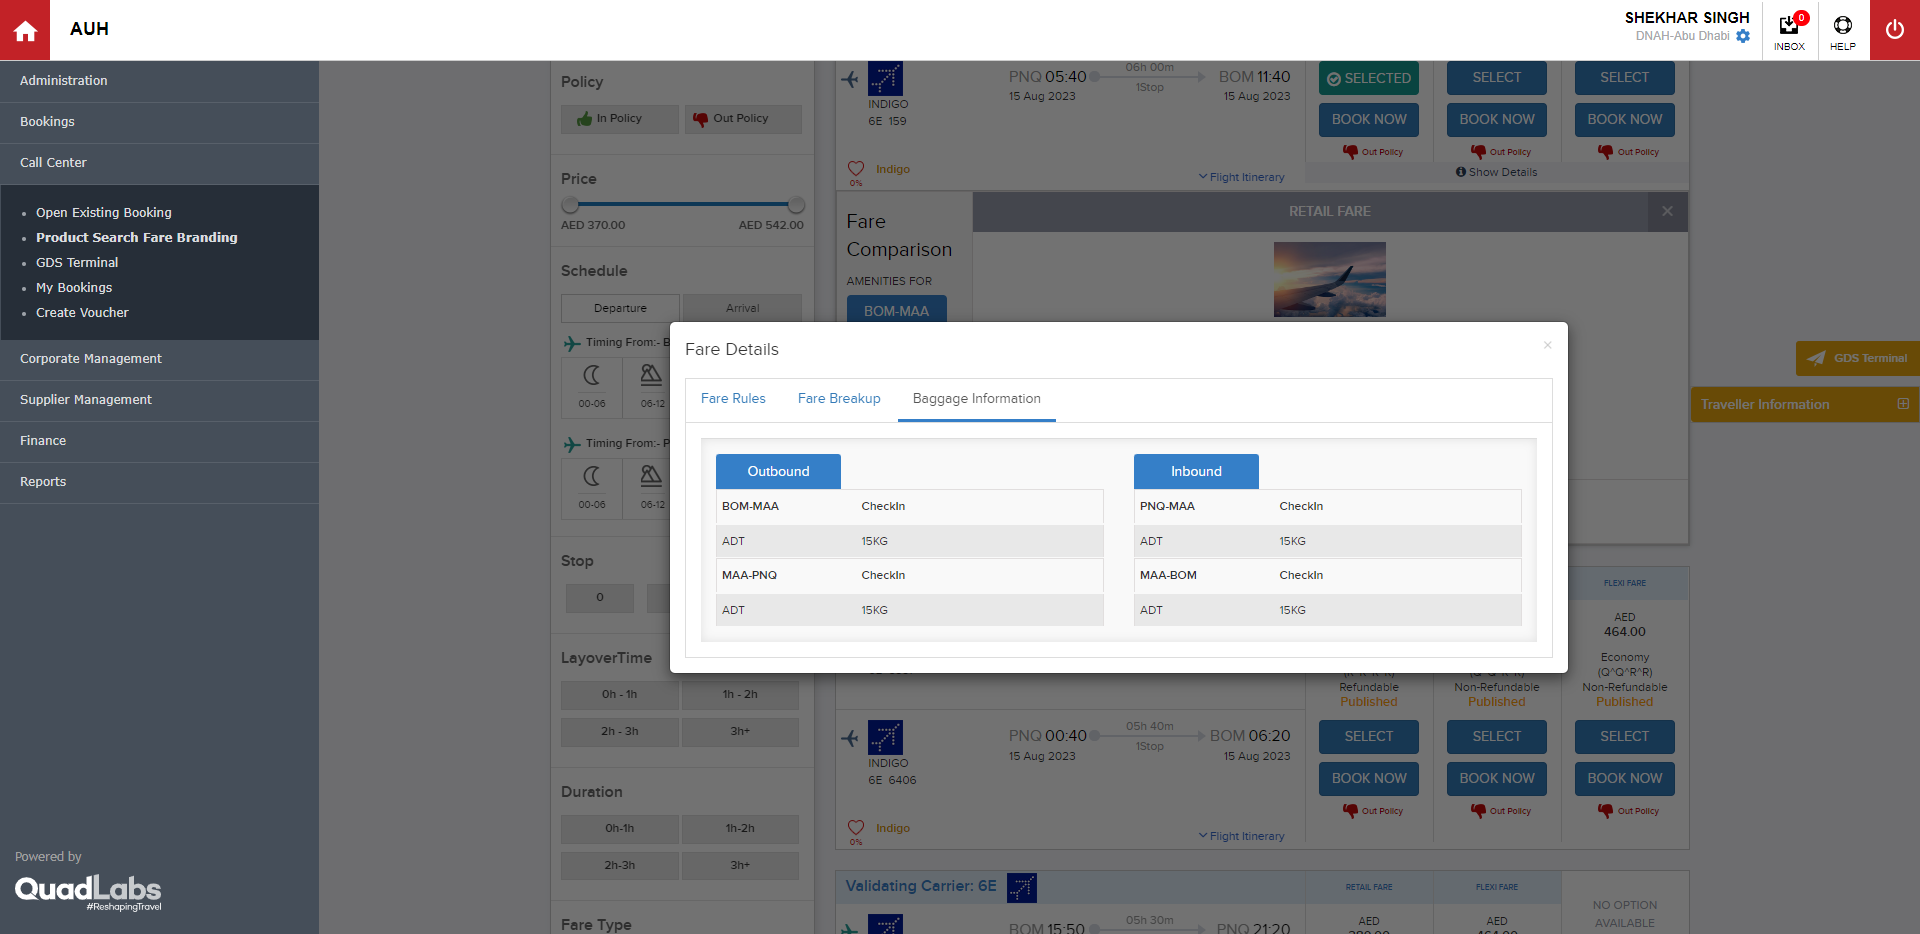 AUH
SHEKHAR SINGH
DNAH-Abu Dhabi
0
INBOX
HELP
Administration
Bookings
Call Center
Open Existing Booking
Product Search Fare Branding
GDS Terminal
My Bookings
Create Voucher
Corporate Management
Supplier Management
Finance
Reports
Powered by
QuadLabs
#ReshapingTravel
Policy
In Policy
Out Policy
Price
AED 370.00
AED 542.00
Schedule
Departure
Arrival
Timing From:- B
00-06
06-12
Timing From:- P
00-06
06-12
Stop
0
LayoverTime
0h - 1h
1h - 2h
2h - 3h
3h+
Duration
0h-1h
1h-2h
2h-3h
3h+
Fare Type
INDIGO
6E 159
PNQ 05:40
15 Aug 2023
06h 00m
1Stop
BOM 11:40
15 Aug 2023
0%
Indigo
Flight Itinerary
SELECTED
SELECT
SELECT
BOOK NOW
BOOK NOW
BOOK NOW
Out Policy
Out Policy
Out Policy
Show Details
Fare
Comparison
AMENITIES FOR
BOM-MAA
RETAIL FARE
×
GDS Terminal
Traveller Information
Fare Details
×
Fare Rules
Fare Breakup
Baggage Information
Outbound
BOM-MAA CheckIn
ADT 15KG
MAA-PNQ CheckIn
ADT 15KG
Inbound
PNQ-MAA CheckIn
ADT 15KG
MAA-BOM CheckIn
ADT 15KG
FLEXI FARE
AED
464.00
Economy
(Q^Q^R^R)
Refundable
Non-Refundable
Non-Refundable
Published
Published
Published
INDIGO
6E 6406
PNQ 00:40
15 Aug 2023
05h 40m
1Stop
BOM 06:20
15 Aug 2023
SELECT
SELECT
SELECT
BOOK NOW
BOOK NOW
BOOK NOW
Out Policy
Out Policy
Out Policy
0%
Indigo
Flight Itinerary
Validating Carrier: 6E
RETAIL FARE
FLEXI FARE
NO OPTION
AVAILABLE
BOM 15:50
05h 30m
PNQ 21:20
AED
AED